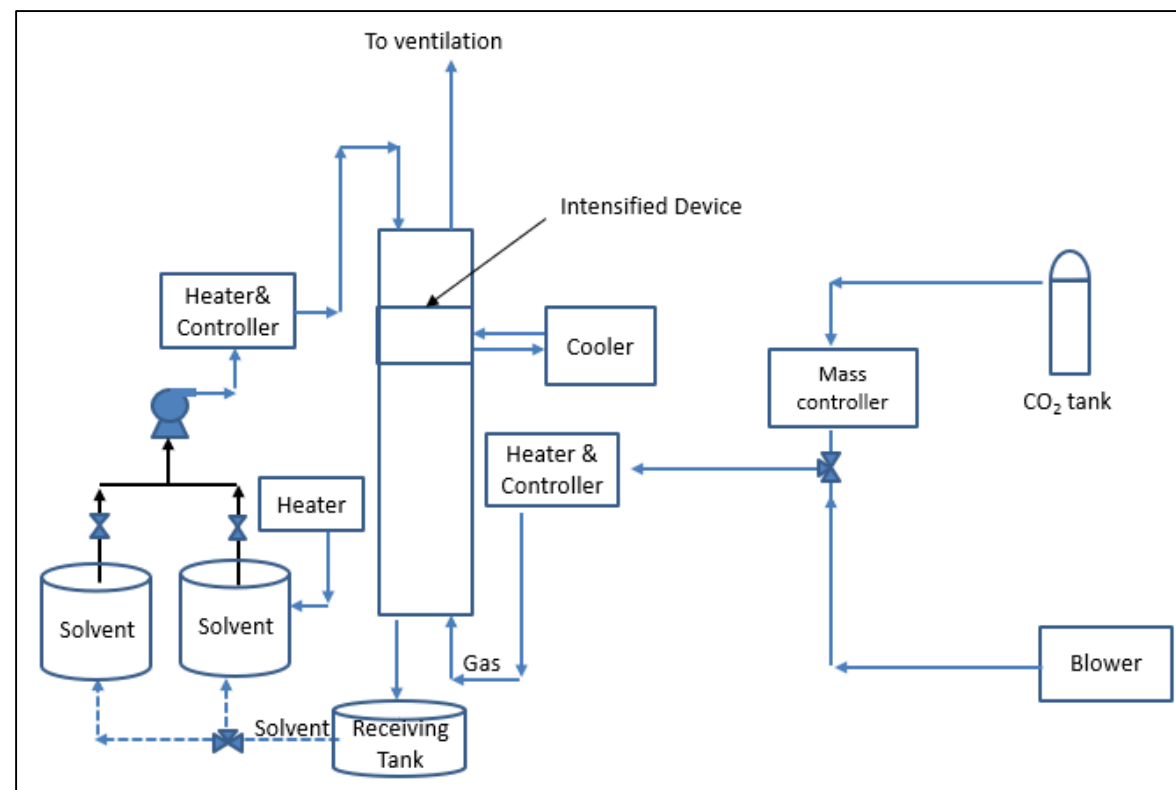 To ventilation
Intensified Device
Heater&
Controller
Cooler
Mass
controller
CO₂ tank
Heater &
Controller
Heater
Solvent
Solvent
Gas
Blower
Solvent
Receiving
Tank